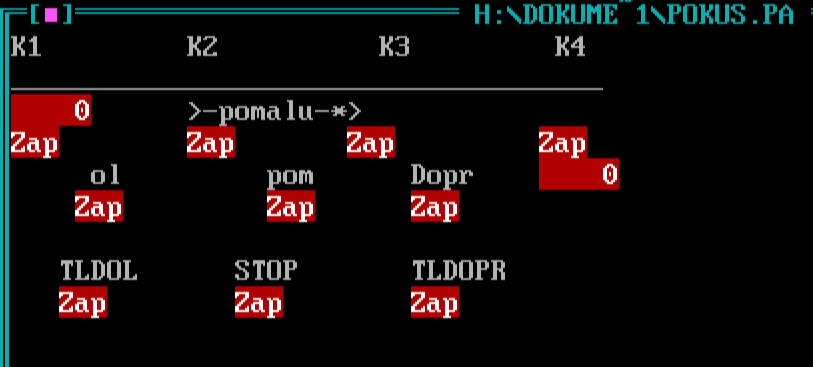 [■] H:\DOKUME~1\POKUS.PA
K1 K2 K3 K4
0 >-pomalu-*>
Zap Zap Zap Zap
ol pom Dopr 0
Zap Zap Zap
TLDOL STOP TLDOPR
Zap Zap Zap